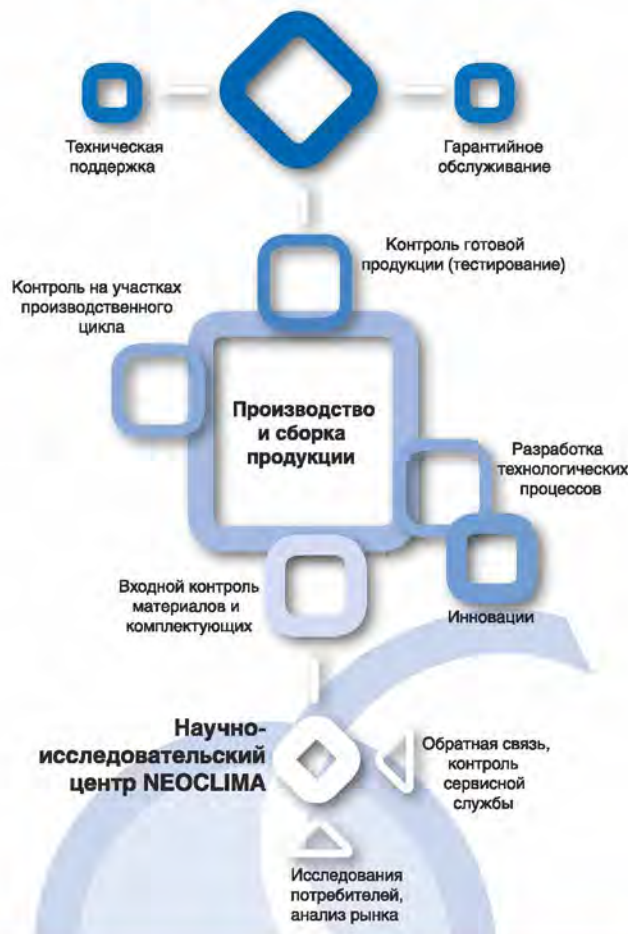 Техническая
поддержка
Гарантийное
обслуживание
Контроль готовой
продукции (тестирование)
Контроль на участках
производственного
цикла
Производство
и сборка
продукции
Разработка
технологических
процессов
Инновации
Входной контроль
материалов и
комплектующих
Научно-
исследовательский
центр NEOCLIMA
Обратная связь,
контроль
сервисной
службы
Исследования
потребителей,
анализ рынка